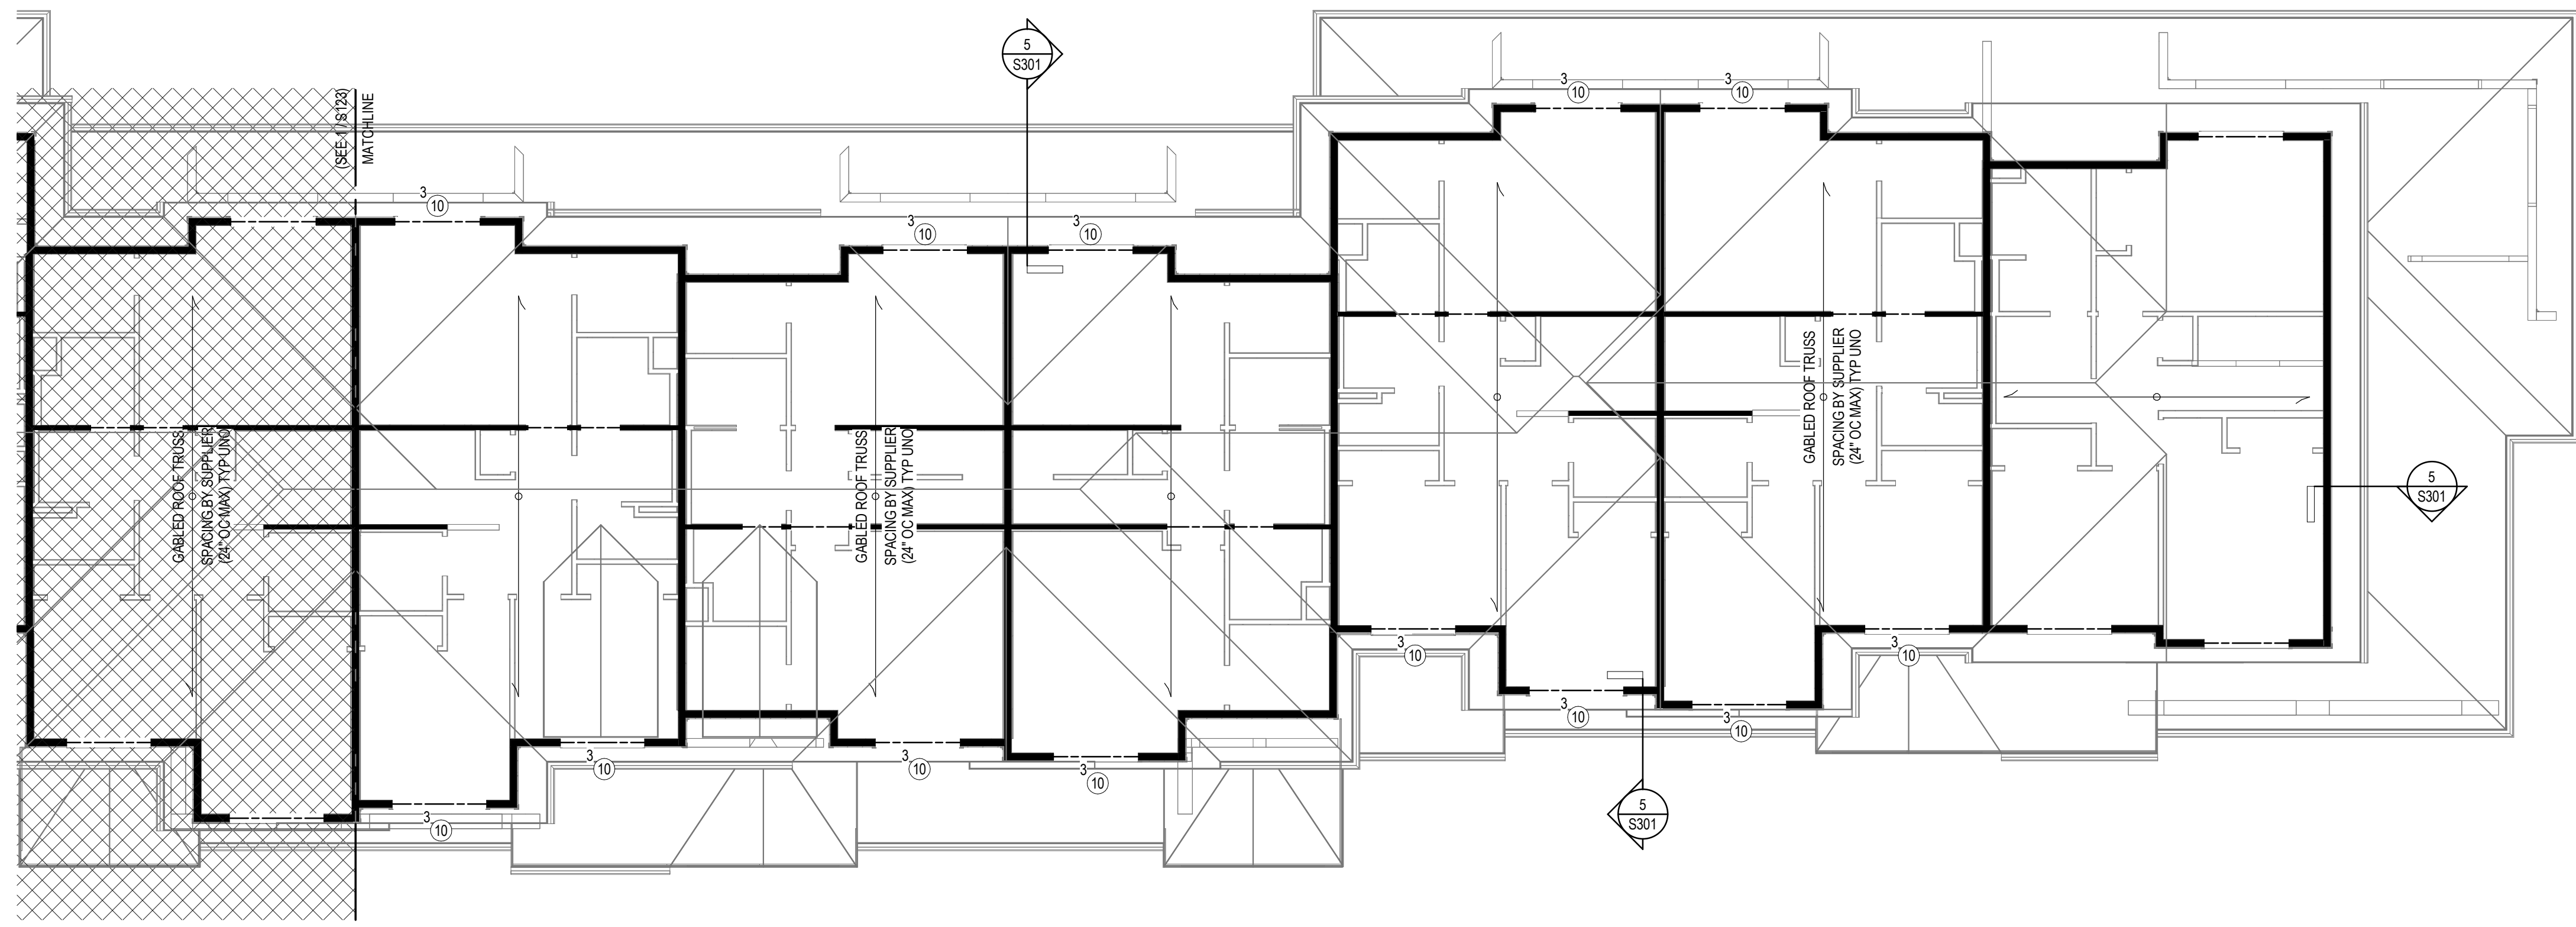 5
S301
(SEE 1 / S123)
MATCHLINE
3
10
3
10
3
10
3
10
3
10
GABLED ROOF TRUSS
SPACING BY SUPPLIER
(24" OC MAX) TYP UNO
GABLED ROOF TRUSS
SPACING BY SUPPLIER
(24" OC MAX) TYP UNO
GABLED ROOF TRUSS
SPACING BY SUPPLIER
(24" OC MAX) TYP UNO
5
S301
3
10
3
10
3
10
3
10
3
10
3
10
3
10
3
10
5
S301